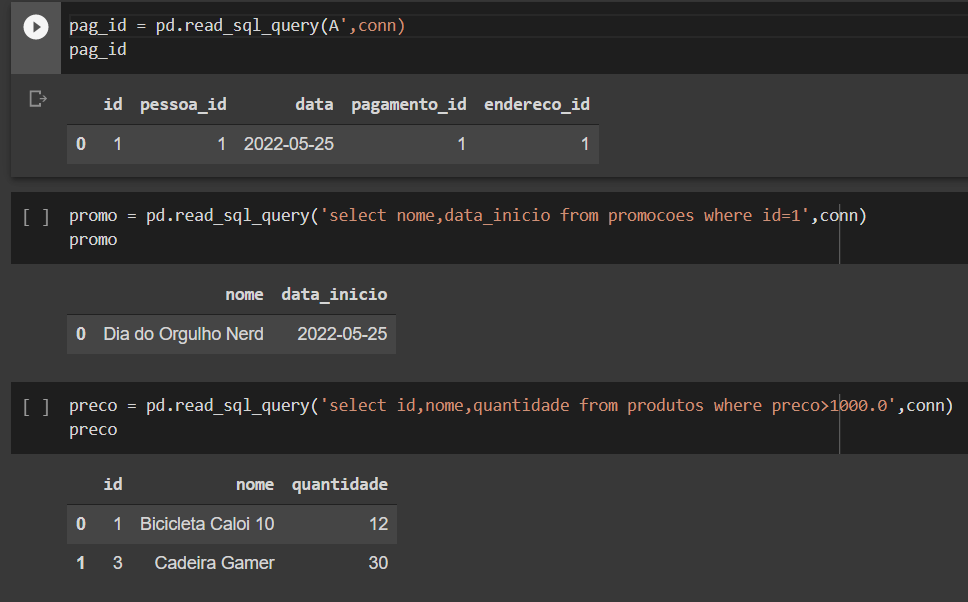 pag_id = pd.read_sql_query(A',conn)
pag_id
id pessoa_id data pagamento_id endereco_id
0 1 1 2022-05-25 1 1
[ ] promo = pd.read_sql_query('select nome,data_inicio from promocoes where id=1',conn)
promo
nome data_inicio
0 Dia do Orgulho Nerd 2022-05-25
[ ] preco = pd.read_sql_query('select id,nome,quantidade from produtos where preco>1000.0',conn)
preco
id nome quantidade
0 1 Bicicleta Caloi 10 12
1 3 Cadeira Gamer 30